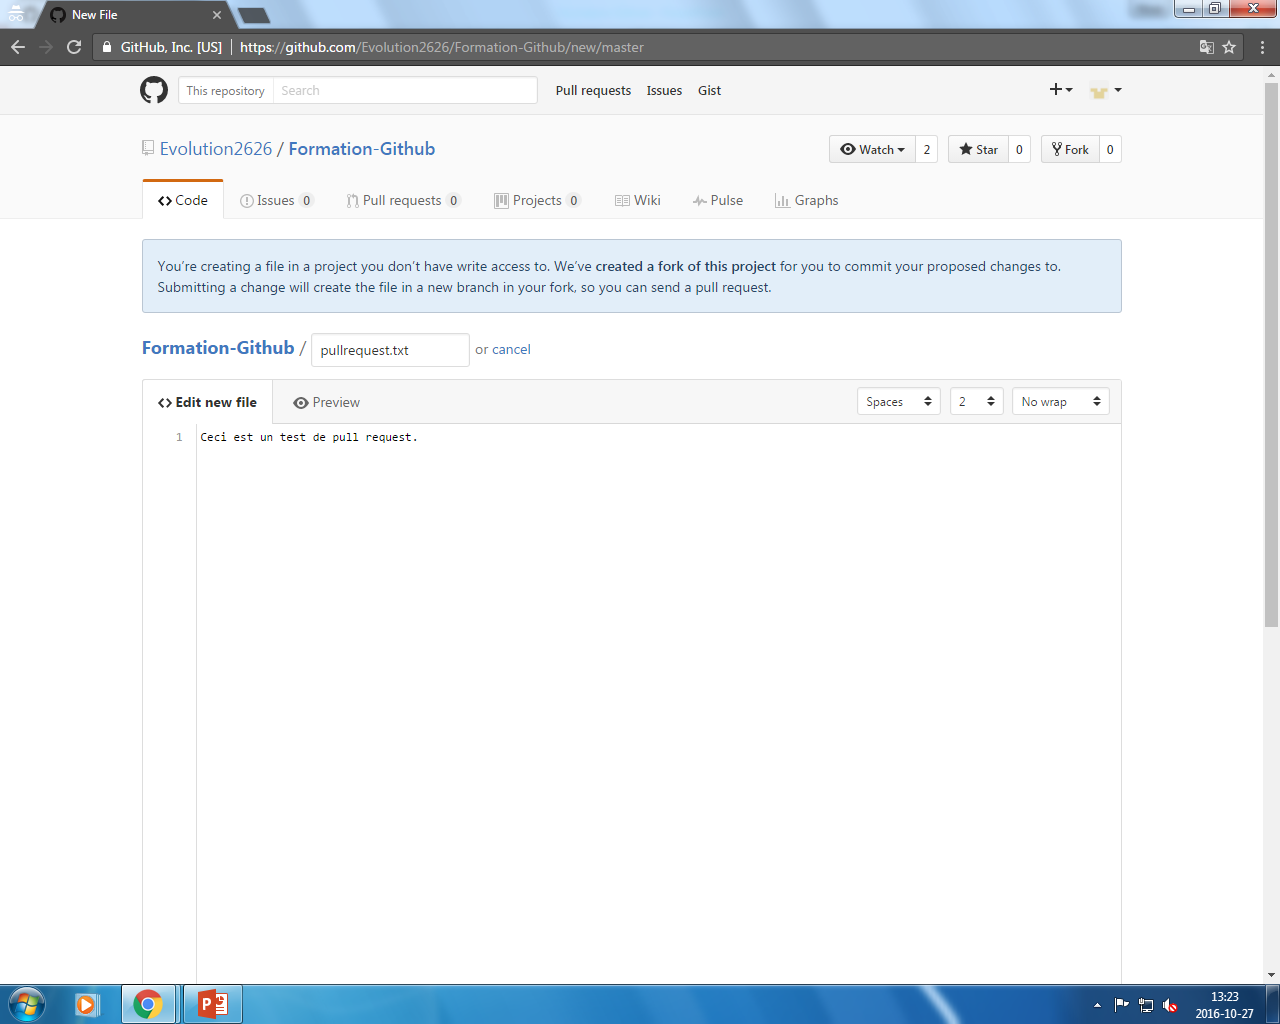 New File
GitHub, Inc. [US] https://github.com/Evolution2626/Formation-Github/new/master
This repository Search Pull requests Issues Gist
Evolution2626 / Formation-Github Watch 2 Star 0 Fork 0
Code Issues 0 Pull requests 0 Projects 0 Wiki Pulse Graphs
You're creating a file in a project you don't have write access to. We've created a fork of this project for you to commit your proposed changes to.
Submitting a change will create the file in a new branch in your fork, so you can send a pull request.
Formation-Github / pullrequest.txt or cancel
Edit new file Preview Spaces 2 No wrap
1 Ceci est un test de pull request.
13:23
2016-10-27